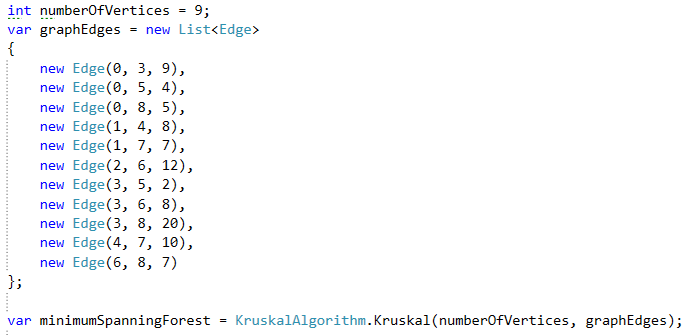 int numberOfVertices = 9;
var graphEdges = new List<Edge>
{
    new Edge(0, 3, 9),
    new Edge(0, 5, 4),
    new Edge(0, 8, 5),
    new Edge(1, 4, 8),
    new Edge(1, 7, 7),
    new Edge(2, 6, 12),
    new Edge(3, 5, 2),
    new Edge(3, 6, 8),
    new Edge(3, 8, 20),
    new Edge(4, 7, 10),
    new Edge(6, 8, 7)
};
var minimumSpanningForest = KruskalAlgorithm.Kruskal(numberOfVertices, graphEdges);